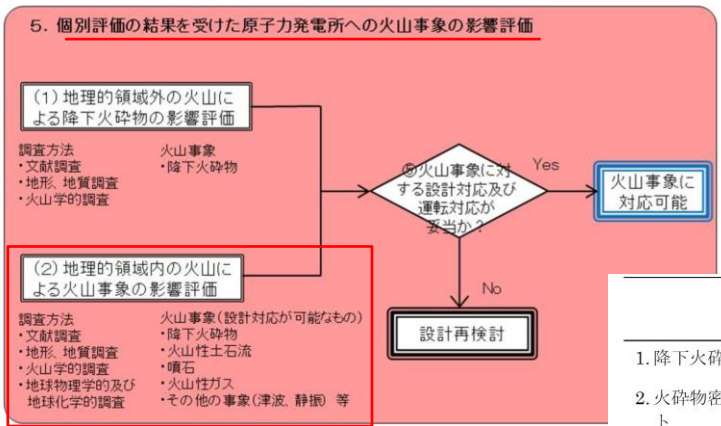 5. 個別評価の結果を受けた原子力発電所への火山事象の影響評価
(1)地理的領域外の火山に
よる降下火砕物の影響評価
調査方法
・文献調査
・地形、地質調査
・火山学的調査
火山事象
・降下火砕物
⑤火山事象に対
する設計対応及び
運転対応が
妥当か?
Yes
火山事象に
対応可能
No
設計再検討
(2)地理的領域内の火山に
よる火山事象の影響評価
調査方法
・文献調査
・地形、地質調査
・火山学的調査
・地球物理学的及び
地球化学的調査
火山事象(設計対応が可能なもの)
・降下火砕物
・火山性土石流
・噴石
・火山性ガス
・その他の事象(津波、静振) 等
1.降下火砕
2.火砕物密
ト